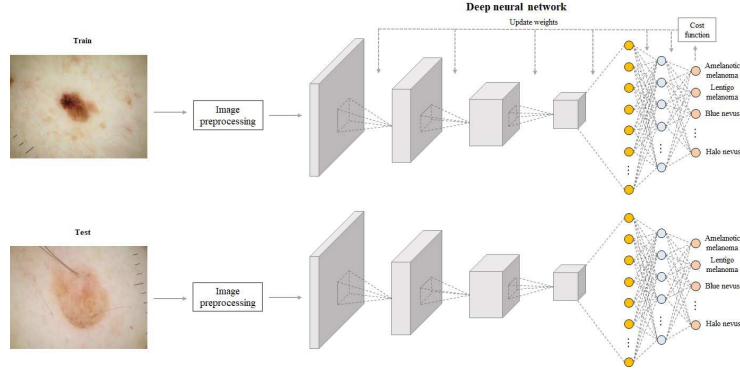 Deep neural network
Update weights
Cost
function
Train
Image
preprocessing
Amelanotic
melanoma
Lentigo
melanoma
Blue nevus
Halo nevus
Test
Image
preprocessing
Amelanotic
melanoma
Lentigo
melanoma
Blue nevus
Halo nevus